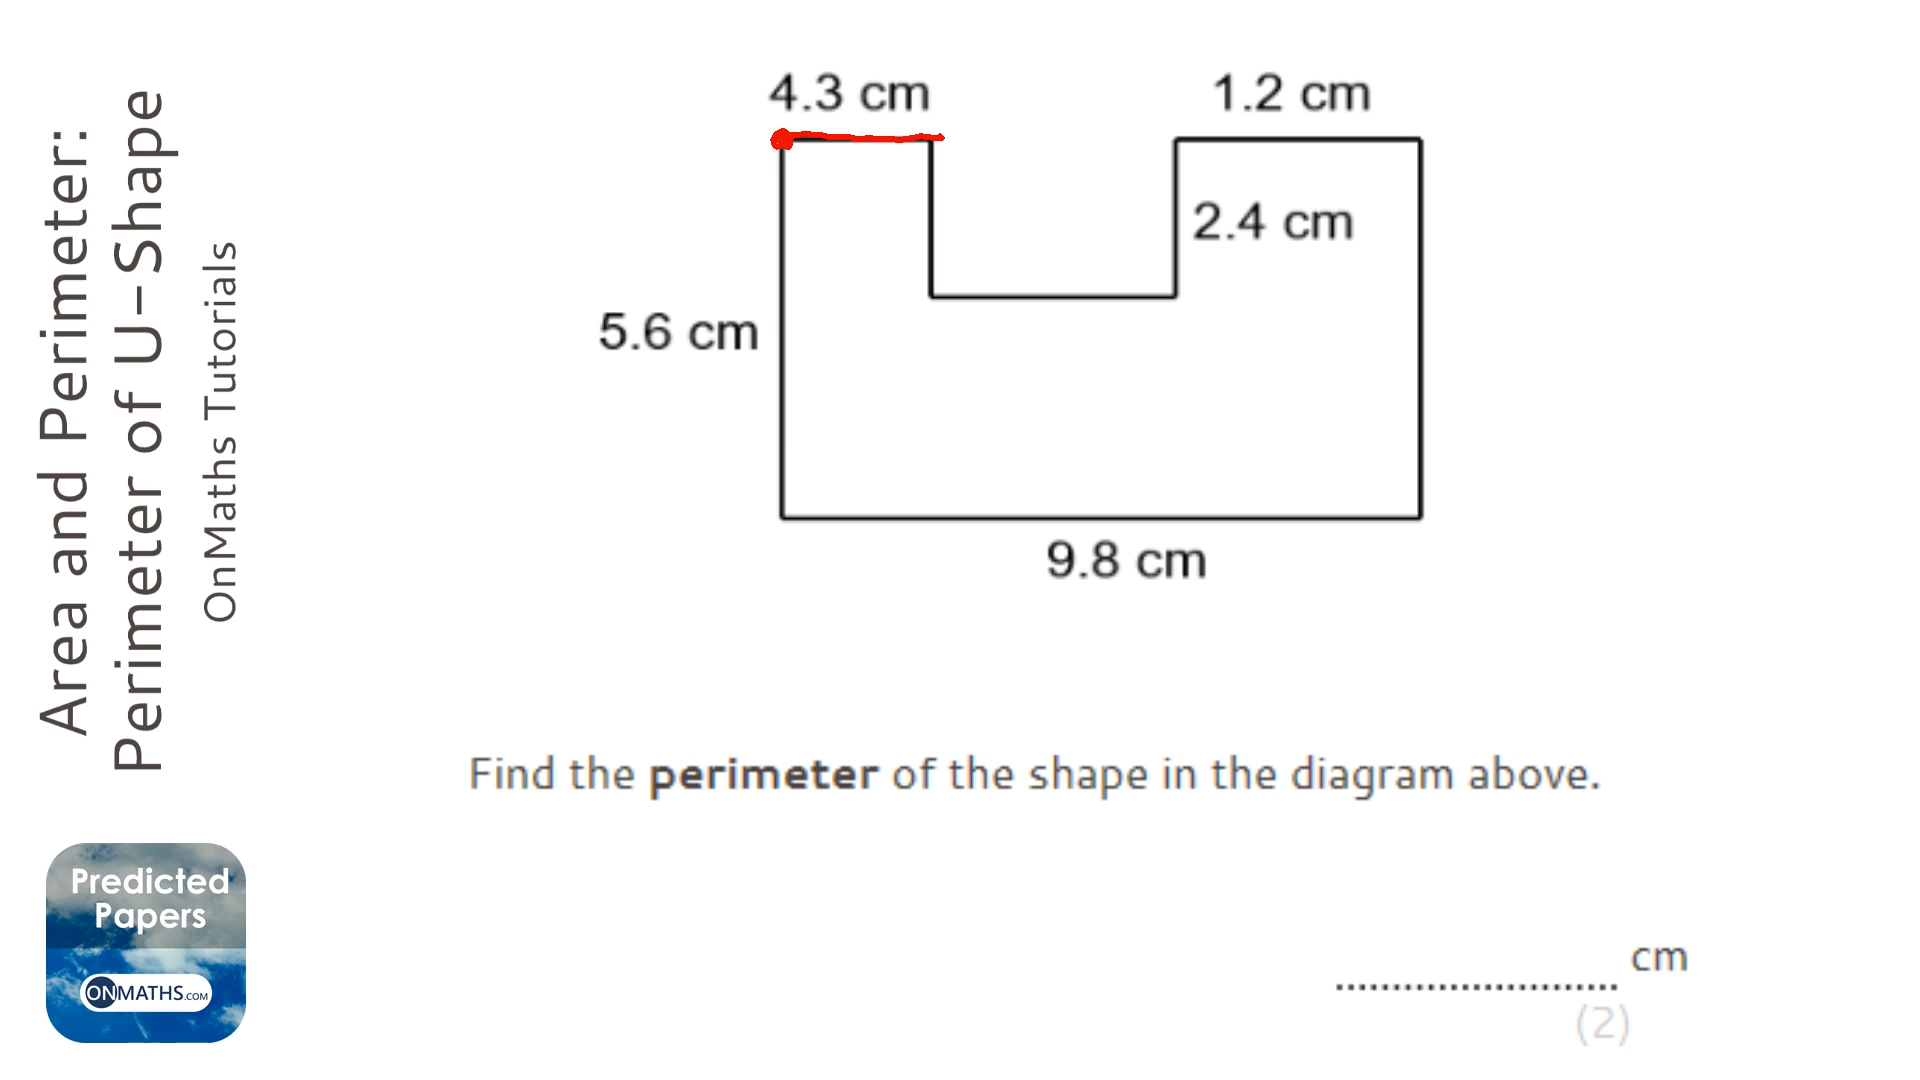 Area and Perimeter:
Perimeter of U-Shape
OnMaths Tutorials
4.3 cm
1.2 cm
2.4 cm
5.6 cm
9.8 cm
Find the perimeter of the shape in the diagram above.
cm
(2)
Predicted
Papers
ONMATHS.COM